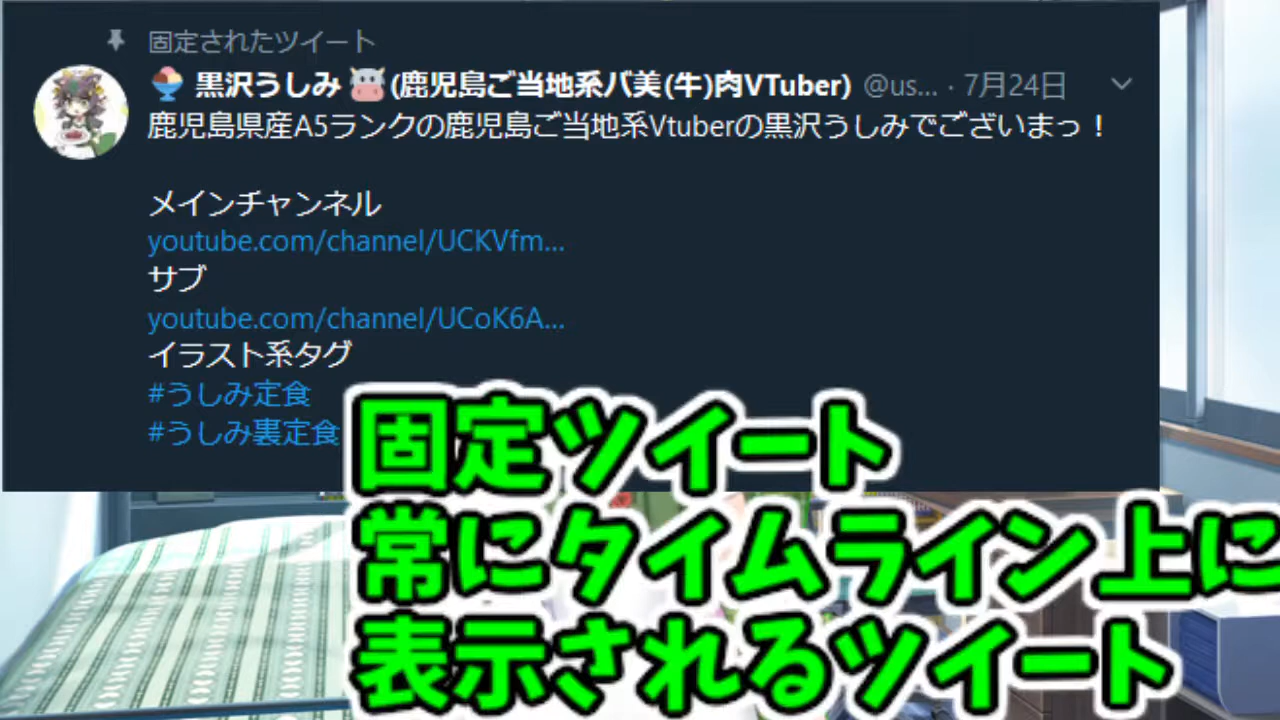 固定されたツイート
黒沢うしみ (鹿児島ご当地系バ美(牛)肉VTuber) @us... · 7月24日
鹿児島県産A5ランクの鹿児島ご当地系Vtuberの黒沢うしみでございまっ！
メインチャンネル
youtube.com/channel/UCKVfm...
サブ
youtube.com/channel/UCoK6A...
イラスト系タグ
#うしみ定食
#うしみ裏定食
固定ツイート
常にタイムライン上に
表示されるツイート